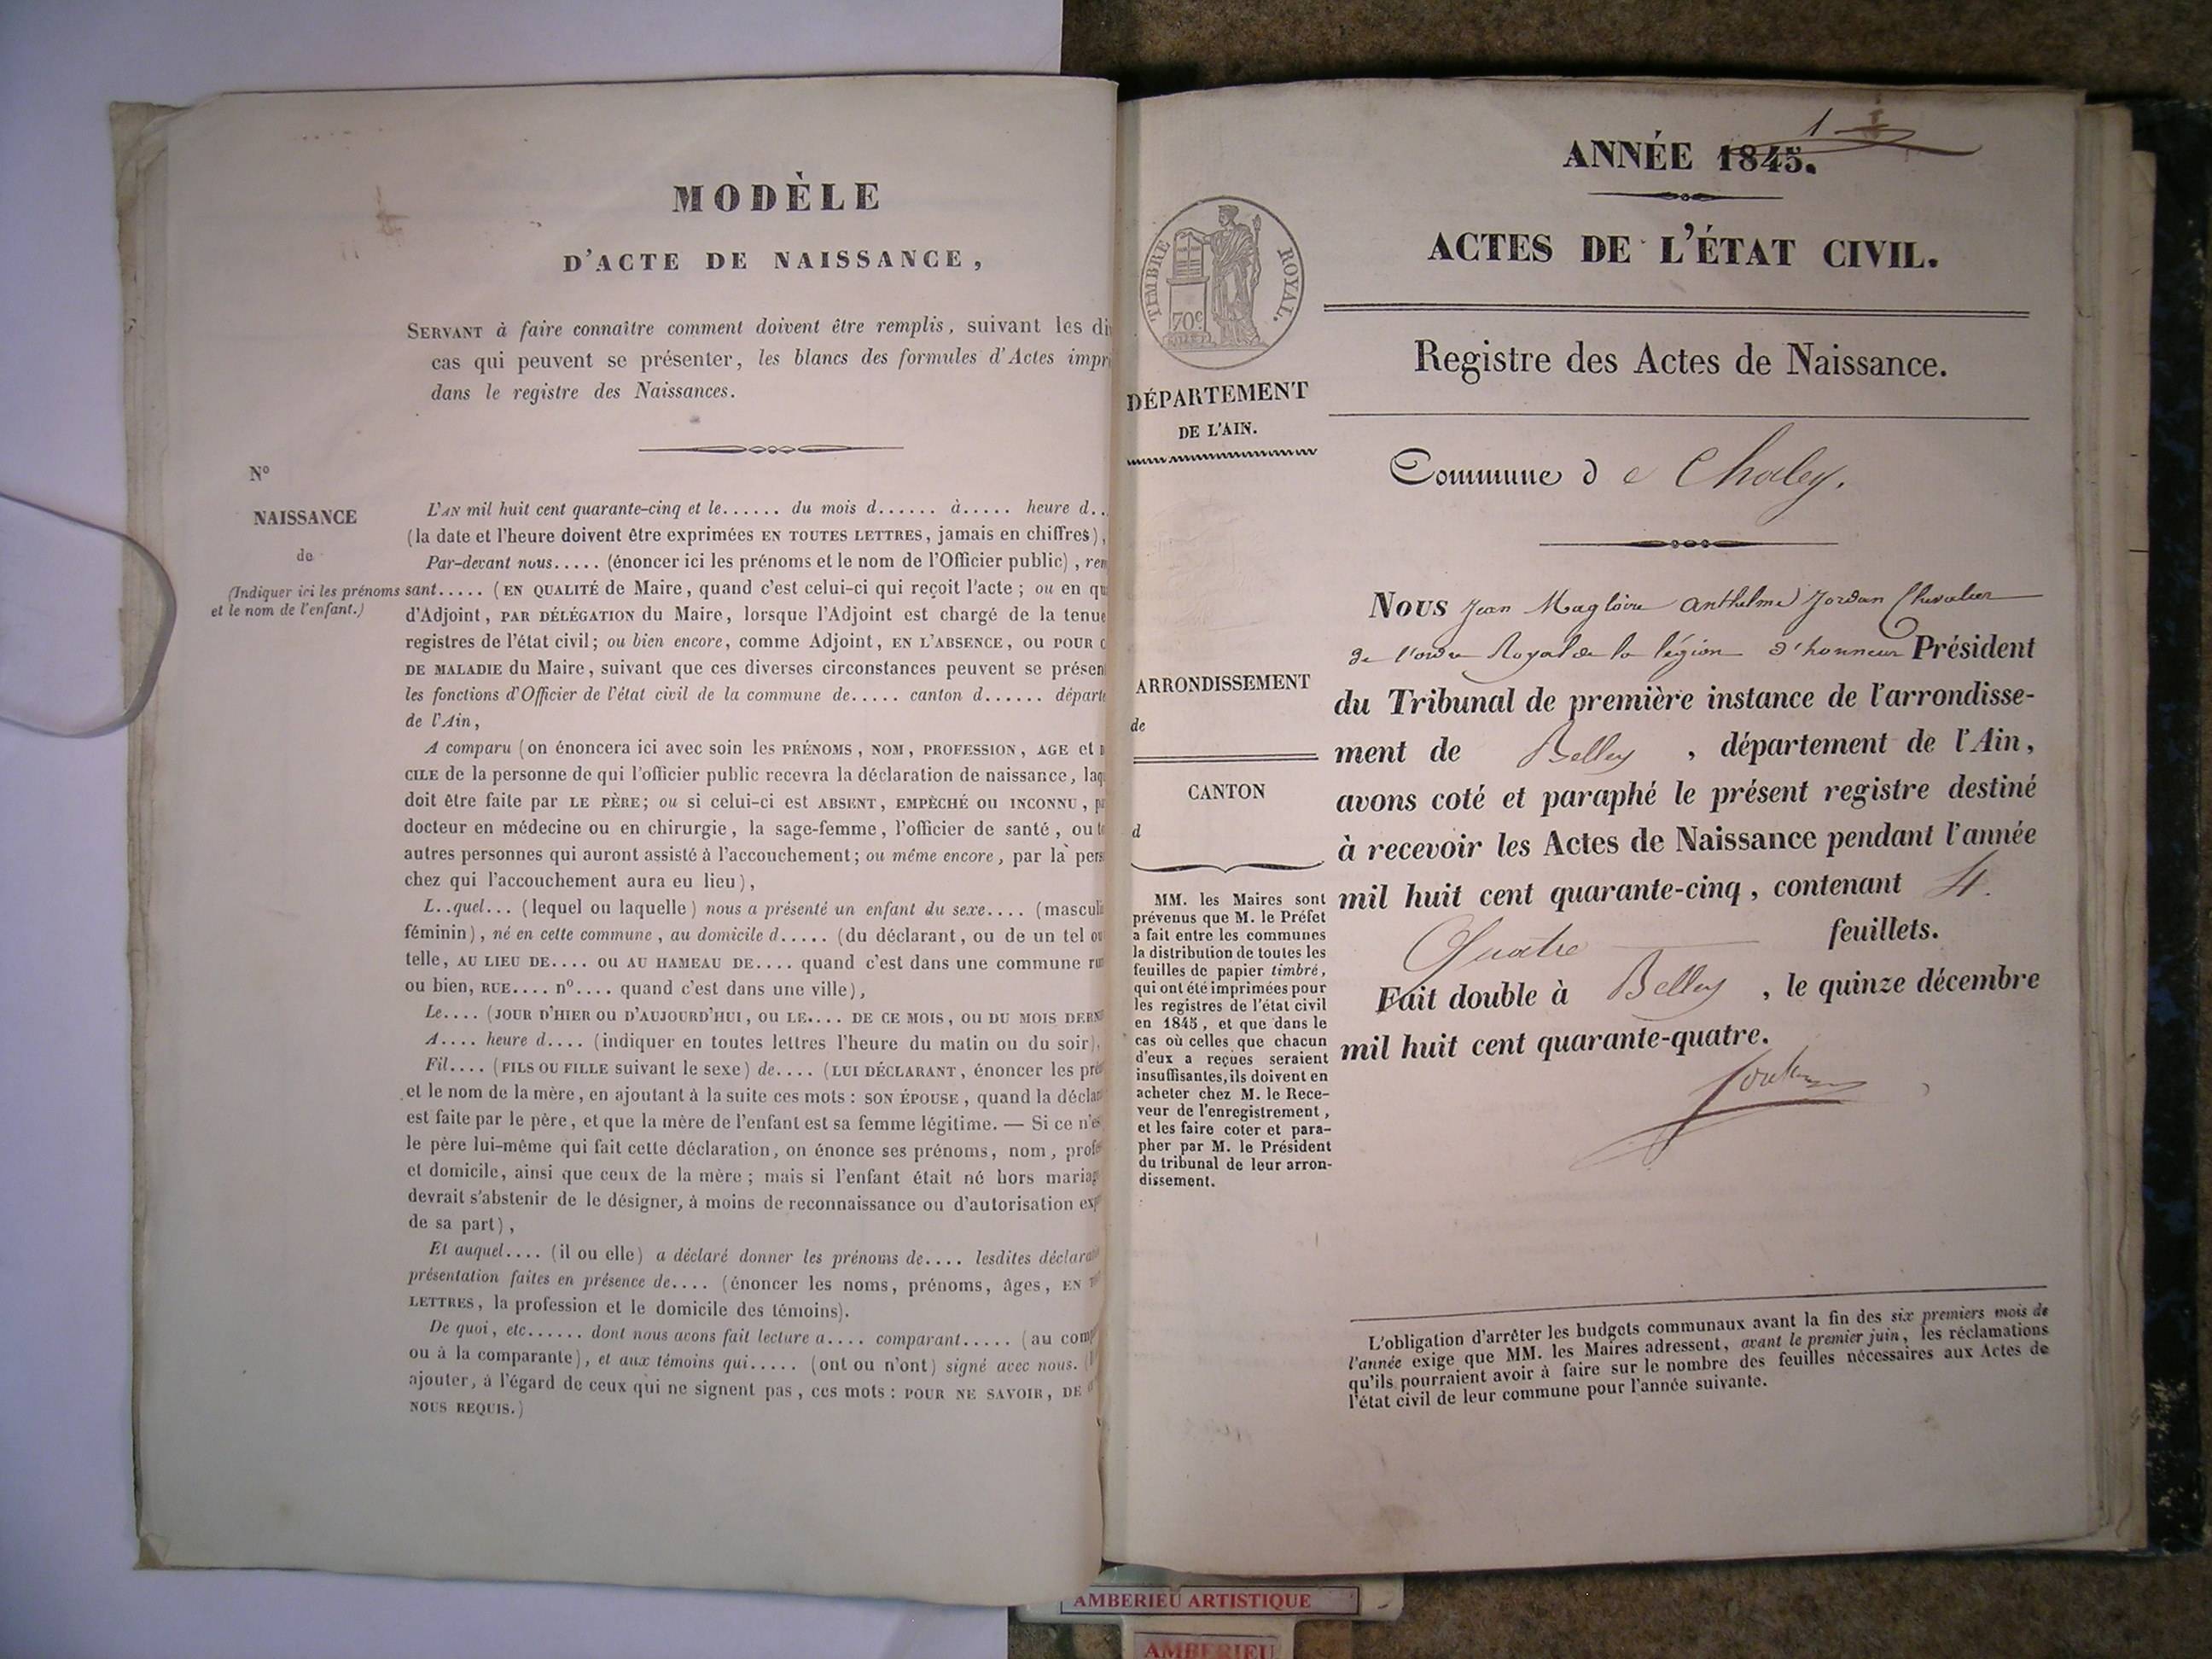 MODÈLE
D'ACTE DE NAISSANCE,
SERVANT à faire connaître comment doivent être remplis, suivant les di
cas qui peuvent se présenter, les blancs des formules d'Actes impr
dans le registre des Naissances.
N°
NAISSANCE
de
(Indiquer ici les prénoms
et le nom de l'enfant.)
L'AN mil huit cent quarante-cinq et le...... du mois d...... à..... heure d..
(la date et l'heure doivent être exprimées EN TOUTES LETTRES, jamais en chiffres),
Par-devant nous..... (énoncer ici les prénoms et le nom de l'Officier public), rem
sant..... (EN QUALITÉ de Maire, quand c'est celui-ci qui reçoit l'acte; ou en qu
d'Adjoint, PAR DÉLÉGATION du Maire, lorsque l'Adjoint est chargé de la tenue
registres de l'état civil; ou bien encore, comme Adjoint, EN L'ABSENCE, OU POUR C
DE MALADIE du Maire, suivant que ces diverses circonstances peuvent se présen
les fonctions d'Officier de l'état civil de la commune de..... canton d...... départe
de l'Ain,
A comparu (on énoncera ici avec soin les PRÉNOMS, NOM, PROFESSION, AGE et D
CILE de la personne de qui l'officier public recevra la déclaration de naissance, laq
doit être faite par LE PÈRE; ou si celui-ci est ABSENT, EMPÊCHÉ OU INCONNU, p
docteur en médecine ou en chirurgie, la sage-femme, l'officier de santé, ou
autres personnes qui auront assisté à l'accouchement; ou même encore, par la pers
chez qui l'accouchement aura eu lieu),
L..quel... (lequel ou laquelle) nous a présenté un enfant du sexe.... (masculi
féminin), né en cette commune, au domicile d..... (du déclarant, ou de un tel ou
telle, AU LIEU DE.... OU AU HAMEAU DE.... quand c'est dans une commune ru
ou bien, RUE.... n°.... quand c'est dans une ville),
Le.... (JOUR D'HIER OU D'AUJOURD'HUI, OU LE.... DE CE MOIS, OU DU MOIS DERN
A.... heure d.... (indiquer en toutes lettres l'heure du matin ou du soir),
Fil.... (FILS OU FILLE suivant le sexe) de.... (LUI DÉCLARANT, énoncer les pré
et le nom de la mère, en ajoutant à la suite ces mots: SON ÉPOUSE, quand la déclar
est faite par le père, et que la mère de l'enfant est sa femme légitime. — Si ce n'es
le père lui-même qui fait cette déclaration, on énonce ses prénoms, nom, profe
et domicile, ainsi que ceux de la mère; mais si l'enfant était né hors mariag
devrait s'abstenir de le désigner, à moins de reconnaissance ou d'autorisation exp
de sa part),
Et auquel.... (il ou elle) a déclaré donner les prénoms de.... lesdites déclara
présentation faites en présence de.... (énoncer les noms, prénoms, âges, EN
LETTRES, la profession et le domicile des témoins).
De quoi, etc...... dont nous avons fait lecture a.... comparant..... (au comp
ou à la comparante), et aux témoins qui..... (ont ou n'ont) signé avec nous.
ajouter, à l'égard de ceux qui ne signent pas, ces mots: POUR NE SAVOIR, DE
NOUS REQUIS.)
1
ANNÉE 1845.
ACTES DE L'ÉTAT CIVIL.
Registre des Actes de Naissance.
TIMBRE ROYAL.
70c
DÉPARTEMENT
DE L'AIN.
Commune de Chaley.
ARRONDISSEMENT
de
CANTON
d
MM. les Maires sont
prévenus que M. le Préfet
a fait entre les communes
la distribution de toutes les
feuilles de papier timbré,
qui ont été imprimées pour
les registres de l'état civil
en 1845, et que dans le
cas où celles que chacun
d'eux a reçues seraient
insuffisantes, ils doivent en
acheter chez M. le Rece-
veur de l'enregistrement,
et les faire coter et para-
pher par M. le Président
du tribunal de leur arron-
dissement.
Nous Jean Magloire Anthelme Jordan Chevalier
de l'ordre Royal de la légion d'honneur Président
du Tribunal de première instance de l'arrondisse-
ment de Belley, département de l'Ain,
avons coté et paraphé le présent registre destiné
à recevoir les Actes de Naissance pendant l'année
mil huit cent quarante-cinq, contenant 4.
Quatre feuillets.
Fait double à Belley, le quinze décembre
mil huit cent quarante-quatre.
Jordan
L'obligation d'arrêter les budgets communaux avant la fin des six premiers mois de
l'année exige que MM. les Maires adressent, avant le premier juin, les réclamations
qu'ils pourraient avoir à faire sur le nombre des feuilles nécessaires aux Actes de
l'état civil de leur commune pour l'année suivante.
AMBERIEU ARTISTIQUE
AMBERIEU